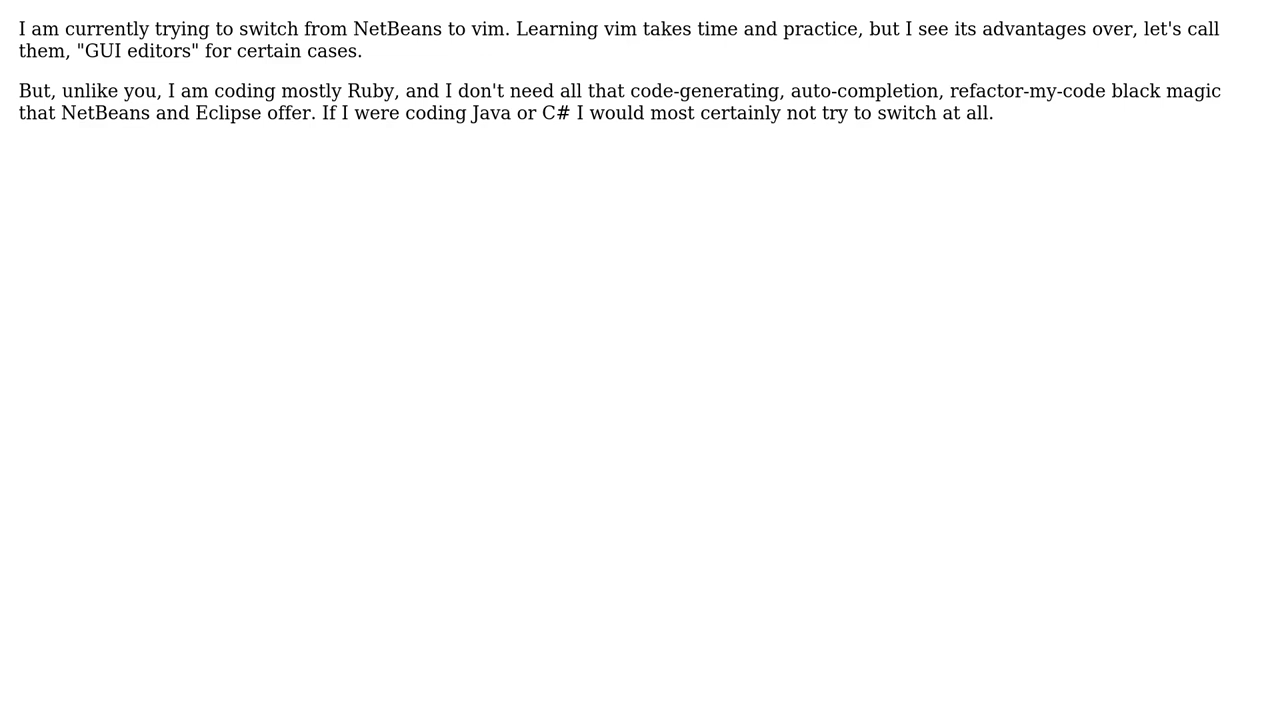 I am currently trying to switch from NetBeans to vim. Learning vim takes time and practice, but I see its advantages over, let's call
them, "GUI editors" for certain cases.
But, unlike you, I am coding mostly Ruby, and I don't need all that code-generating, auto-completion, refactor-my-code black magic
that NetBeans and Eclipse offer. If I were coding Java or C# I would most certainly not try to switch at all.